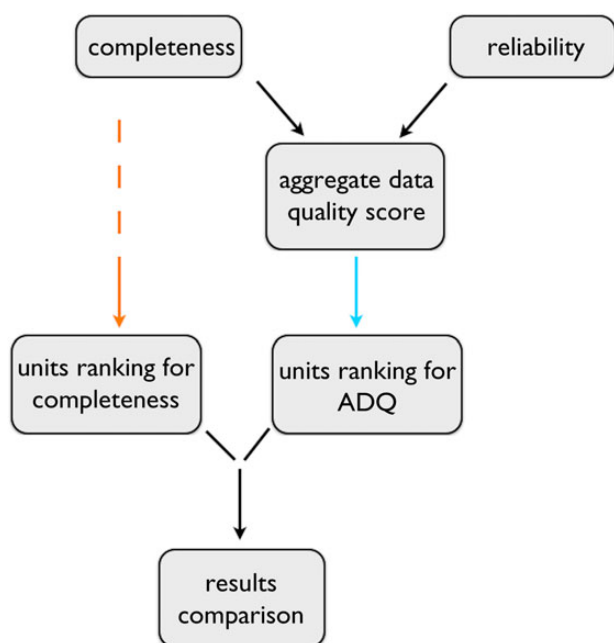 completeness
reliability
aggregate data
quality score
units ranking for
completeness
units ranking for
ADQ
results
comparison